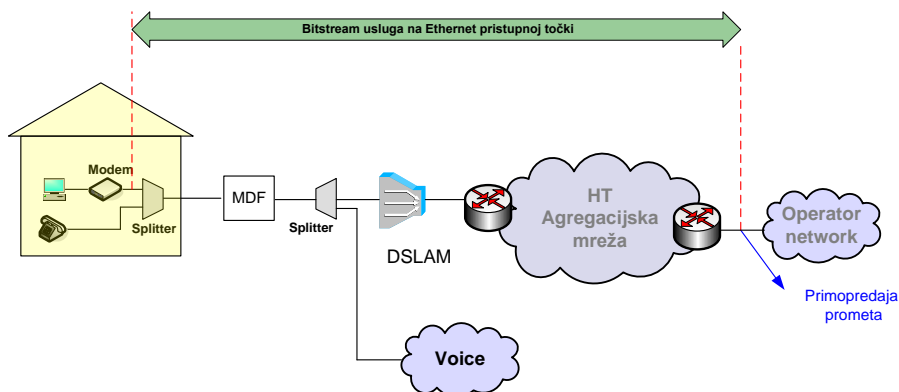 Bitstream usluga na Ethernet pristupnoj točki
Modem
Splitter
MDF
Splitter
DSLAM
HT
Agregacijska
mreža
Operator
network
Primopredaja
prometa
Voice